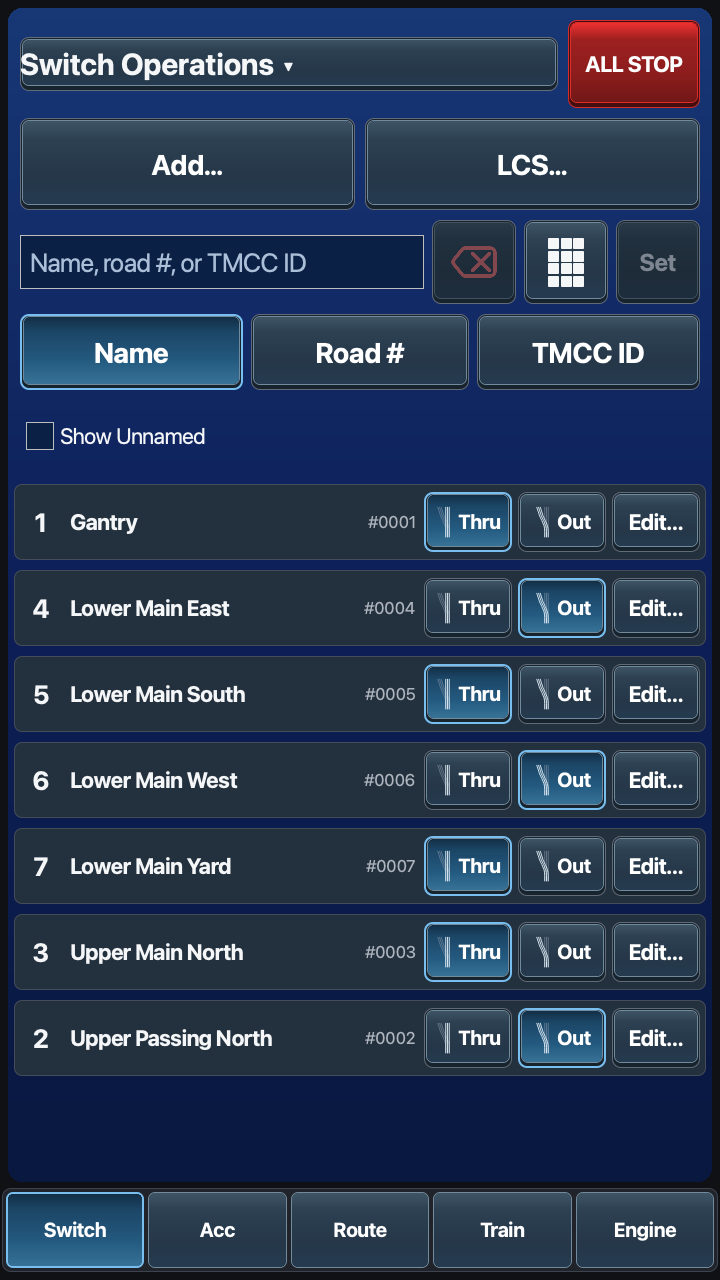 Switch Operations ▼
ALL STOP
Add...
LCS...
Name, road #, or TMCC ID
Set
Name
Road #
TMCC ID
Show Unnamed
1 Gantry #0001 Thru Out Edit...
4 Lower Main East #0004 Thru Out Edit...
5 Lower Main South #0005 Thru Out Edit...
6 Lower Main West #0006 Thru Out Edit...
7 Lower Main Yard #0007 Thru Out Edit...
3 Upper Main North #0003 Thru Out Edit...
2 Upper Passing North #0002 Thru Out Edit...
Switch
Acc
Route
Train
Engine